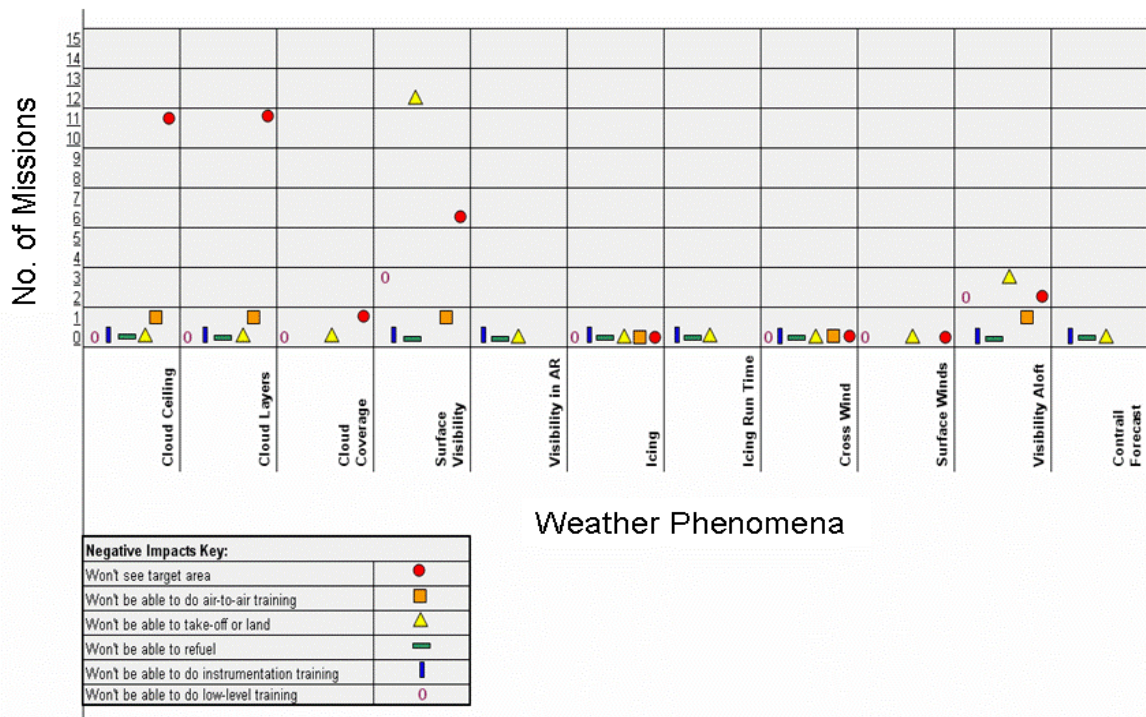 No. of Missions
15
14
13
12
11
10
9
8
7
6
5
4
3
2
1
0
0
0
0
0
0
0
0
0
Cloud Ceiling
Cloud Layers
Cloud
Coverage
Surface
Visibility
Visibility in AR
Icing
Icing Run Time
Cross Wind
Surface Winds
Visibility Aloft
Contrail
Forecast
Weather Phenomena
Negative Impacts Key:
Won't see target area
Won't be able to do air-to-air training
Won't be able to take-off or land
Won't be able to refuel
Won't be able to do instrumentation training
Won't be able to do low-level training 0